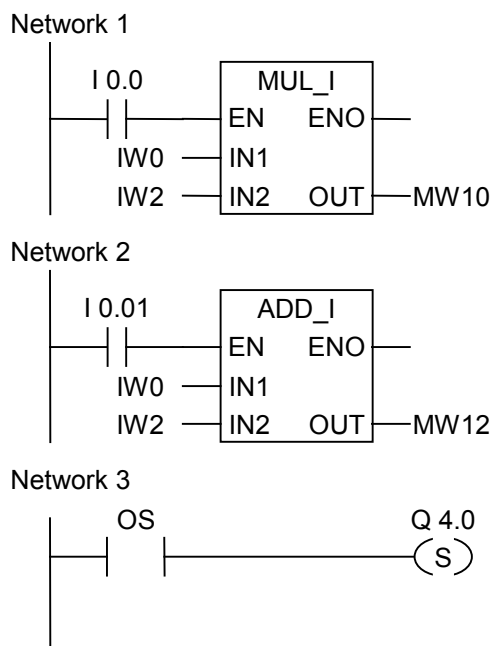 Network 1
I 0.0
MUL_I
EN ENO
IW0 IN1
IW2 IN2 OUT MW10
Network 2
I 0.01
ADD_I
EN ENO
IW0 IN1
IW2 IN2 OUT MW12
Network 3
OS Q 4.0
S